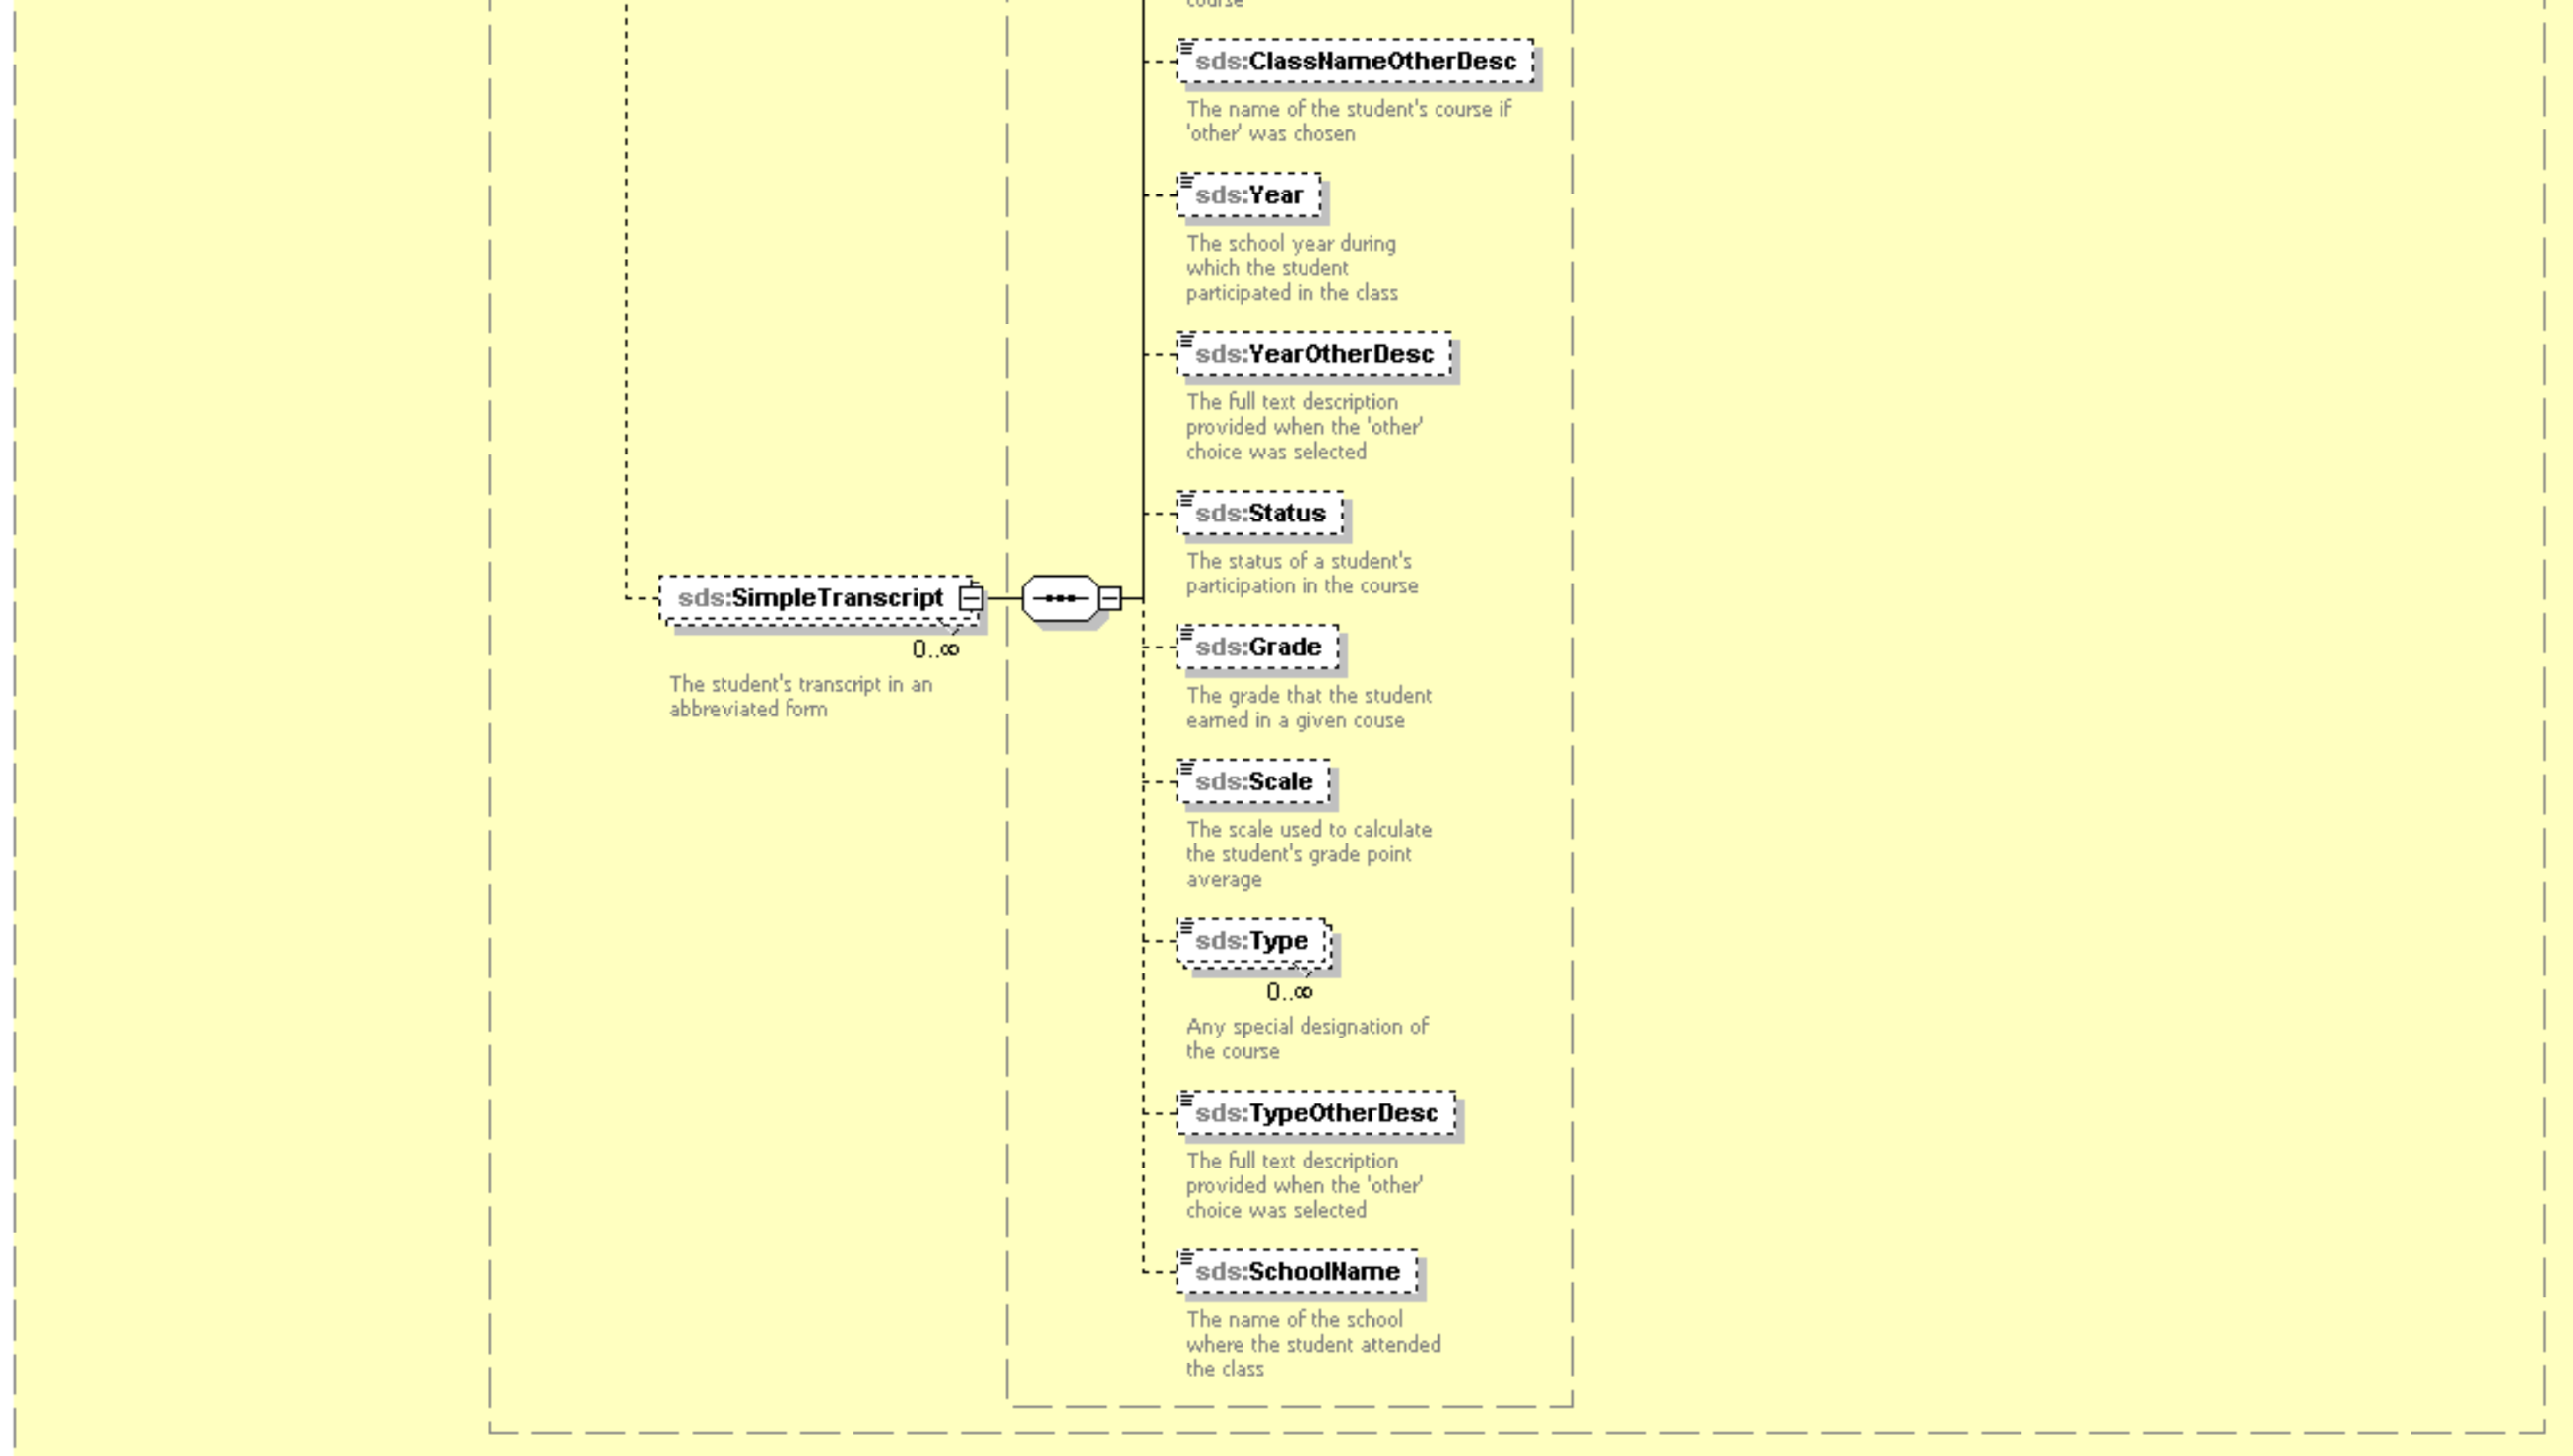 course
sds:ClassNameOtherDesc
The name of the student's course if
'other' was chosen
sds:Year
The school year during
which the student
participated in the class
sds:YearOtherDesc
The full text description
provided when the 'other'
choice was selected
sds:Status
The status of a student's
participation in the course
sds:SimpleTranscript
0..∞
The student's transcript in an
abbreviated form
sds:Grade
The grade that the student
earned in a given couse
sds:Scale
The scale used to calculate
the student's grade point
average
sds:Type
0..∞
Any special designation of
the course
sds:TypeOtherDesc
The full text description
provided when the 'other'
choice was selected
sds:SchoolName
The name of the school
where the student attended
the class